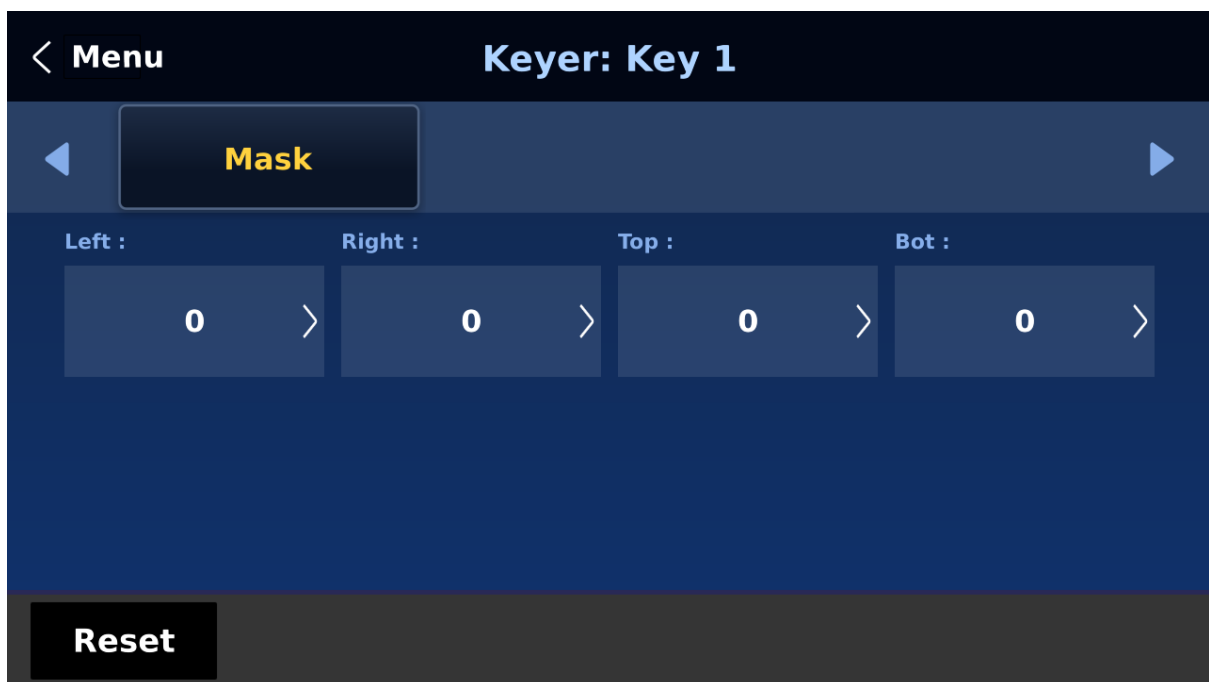 Menu
Keyer: Key 1
Mask
Left :
Right :
Top :
Bot :
0
0
0
0
Reset